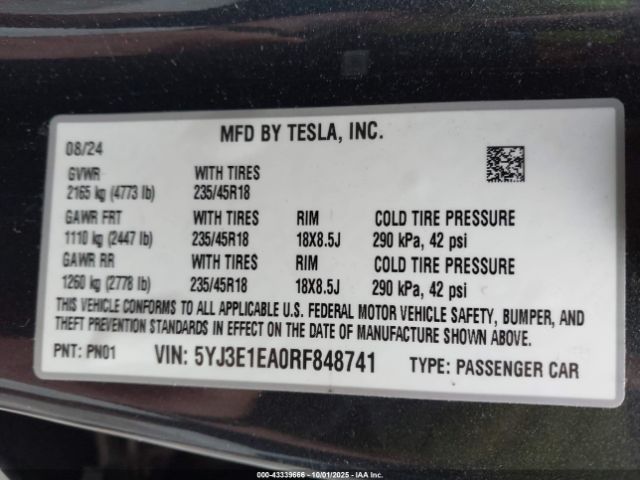 MFD BY TESLA, INC.
08/24
GVWR WITH TIRES
2165 kg (4773 lb) 235/45R18
GAWR FRT WITH TIRES RIM COLD TIRE PRESSURE
1110 kg (2447 lb) 235/45R18 18X8.5J 290 kPa, 42 psi
GAWR RR WITH TIRES RIM COLD TIRE PRESSURE
1260 kg (2778 lb) 235/45R18 18X8.5J 290 kPa, 42 psi
THIS VEHICLE CONFORMS TO ALL APPLICABLE U.S. FEDERAL MOTOR VEHICLE SAFETY, BUMPER, AND
THEFT PREVENTION STANDARDS IN EFFECT ON THE DATE OF MANUFACTURE SHOWN ABOVE.
PNT: PN01 VIN: 5YJ3E1EA0RF848741 TYPE: PASSENGER CAR
000-43339666 - 10/01/2025 - IAA Inc.